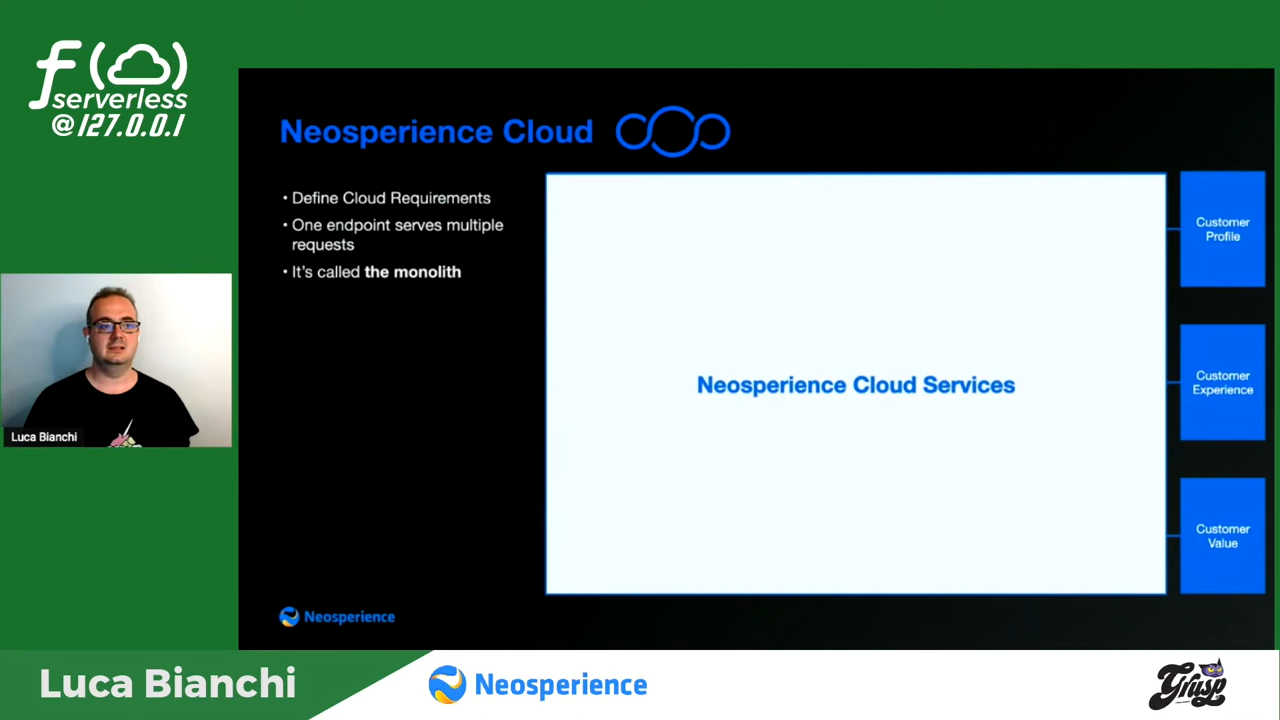 f()
serverless
@127.0.0.1
Neosperience Cloud
• Define Cloud Requirements
• One endpoint serves multiple
requests
• It's called the monolith
Neosperience Cloud Services
Customer
Profile
Customer
Experience
Customer
Value
Luca Bianchi
Neosperience
Luca Bianchi
Neosperience
Grusp